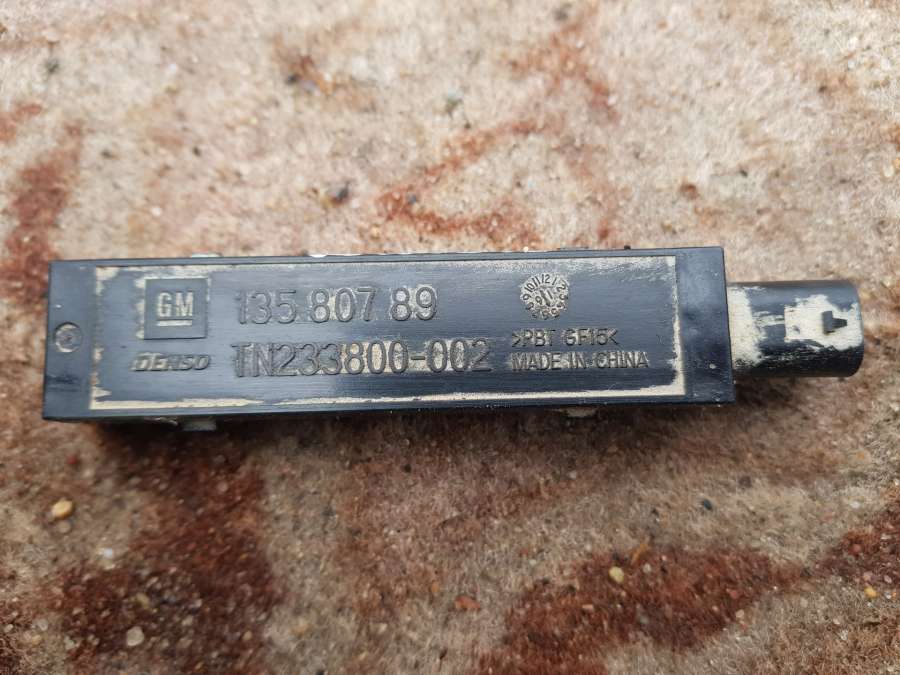 GM
135 807 89
DENSO
TN233800-002
>PBT GF15<
MADE IN CHINA